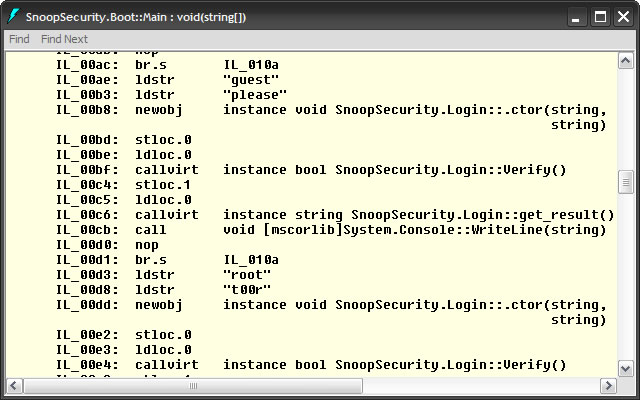 SnoopSecurity.Boot::Main : void(string[])
Find Find Next
IL_00ac: br.s IL_010a
IL_00ae: ldstr "guest"
IL_00b3: ldstr "please"
IL_00b8: newobj instance void SnoopSecurity.Login::.ctor(string,
string)
IL_00bd: stloc.0
IL_00be: ldloc.0
IL_00bf: callvirt instance bool SnoopSecurity.Login::Verify()
IL_00c4: stloc.1
IL_00c5: ldloc.0
IL_00c6: callvirt instance string SnoopSecurity.Login::get_result()
IL_00cb: call void [mscorlib]System.Console::WriteLine(string)
IL_00d0: nop
IL_00d1: br.s IL_010a
IL_00d3: ldstr "root"
IL_00d8: ldstr "t00r"
IL_00dd: newobj instance void SnoopSecurity.Login::.ctor(string,
string)
IL_00e2: stloc.0
IL_00e3: ldloc.0
IL_00e4: callvirt instance bool SnoopSecurity.Login::Verify()